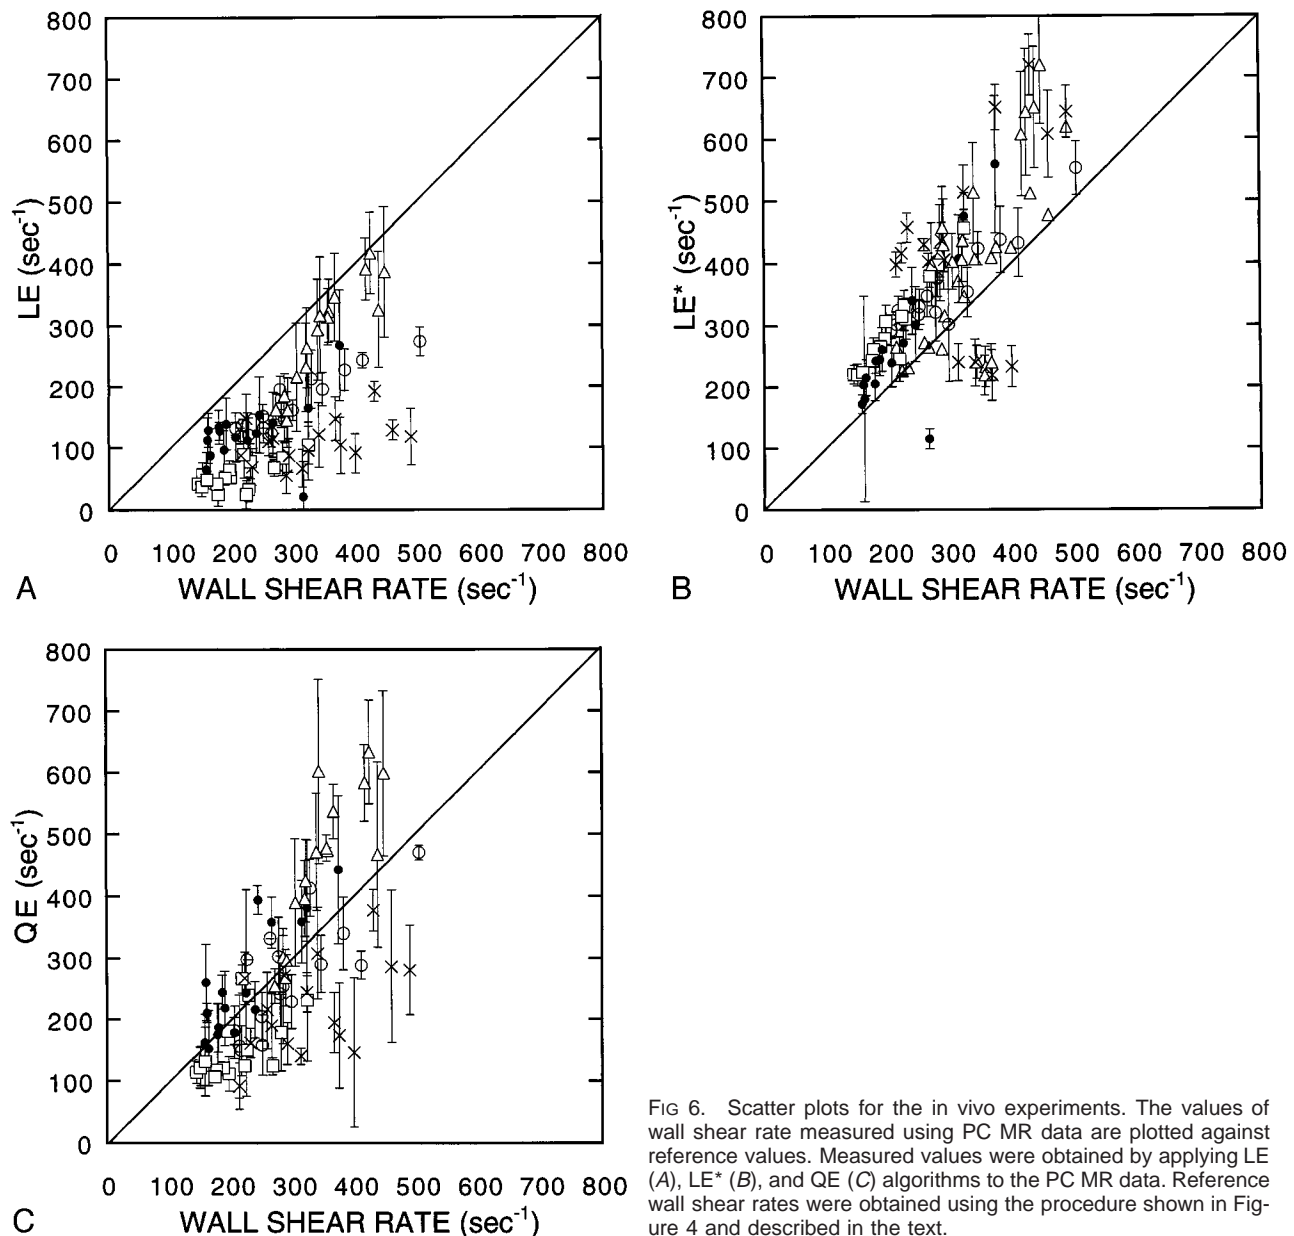 800
700
600
500
400
300
200
100
0
LE (sec-1)
0 100 200 300 400 500 600 700 800
WALL SHEAR RATE (sec-1)
A
800
700
600
500
400
300
200
100
0
LE* (sec-1)
0 100 200 300 400 500 600 700 800
WALL SHEAR RATE (sec-1)
B
800
700
600
500
400
300
200
100
0
QE (sec-1)
0 100 200 300 400 500 600 700 800
WALL SHEAR RATE (sec-1)
C
FIG 6. Scatter plots for the in vivo experiments. The values of
wall shear rate measured using PC MR data are plotted against
reference values. Measured values were obtained by applying LE
(A), LE* (B), and QE (C) algorithms to the PC MR data. Reference
wall shear rates were obtained using the procedure shown in Fig-
ure 4 and described in the text.